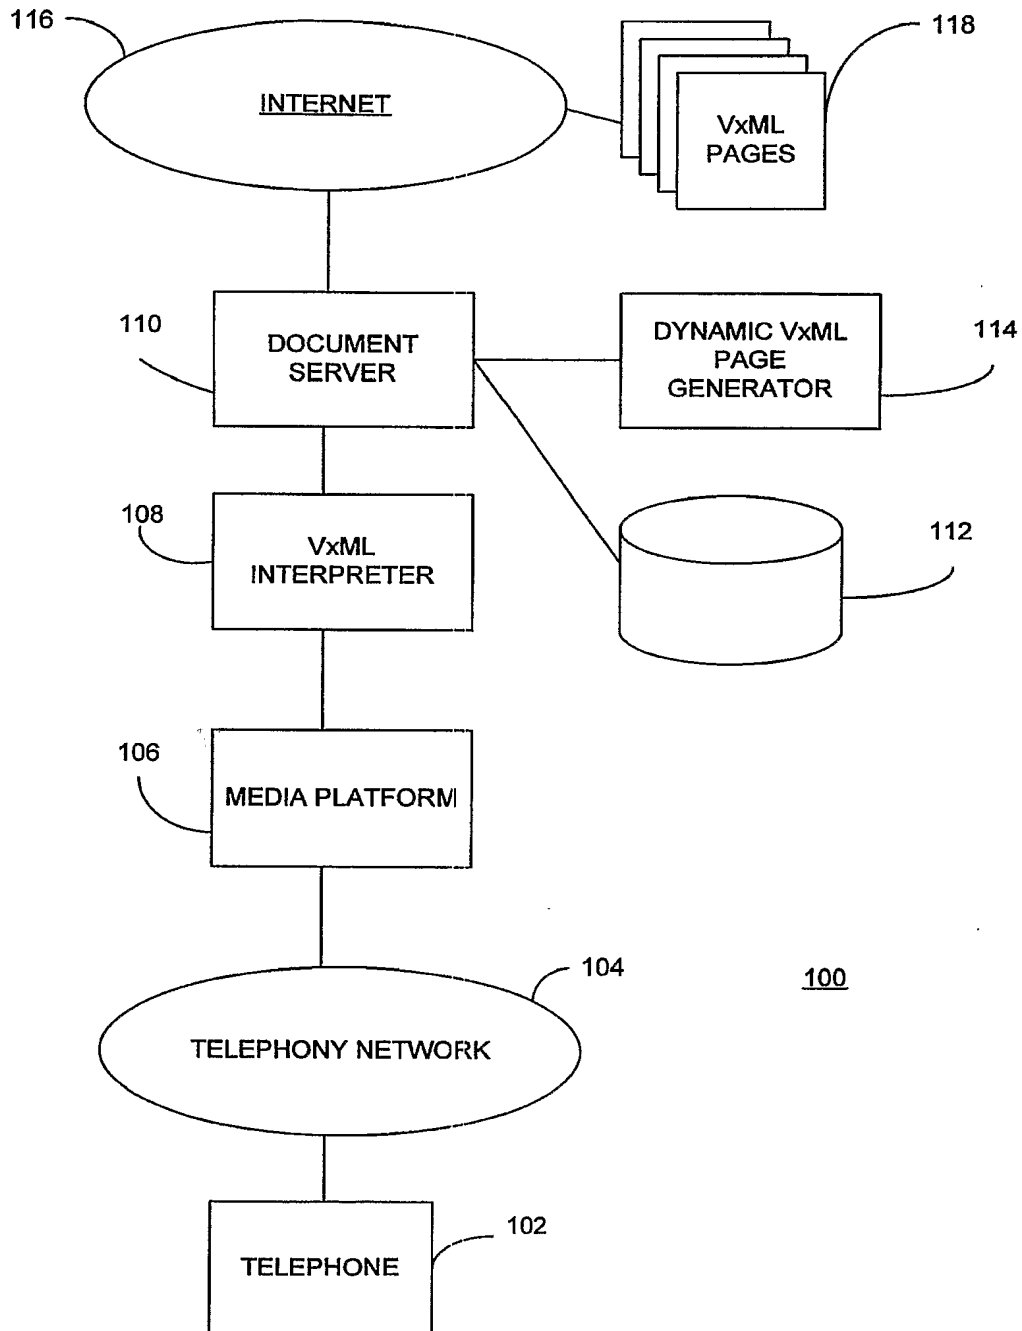 116
INTERNET
118
VxML
PAGES
110
DOCUMENT
SERVER
DYNAMIC VxML
PAGE
GENERATOR
114
108
VxML
INTERPRETER
112
106
MEDIA PLATFORM
104
100
TELEPHONY NETWORK
102
TELEPHONE